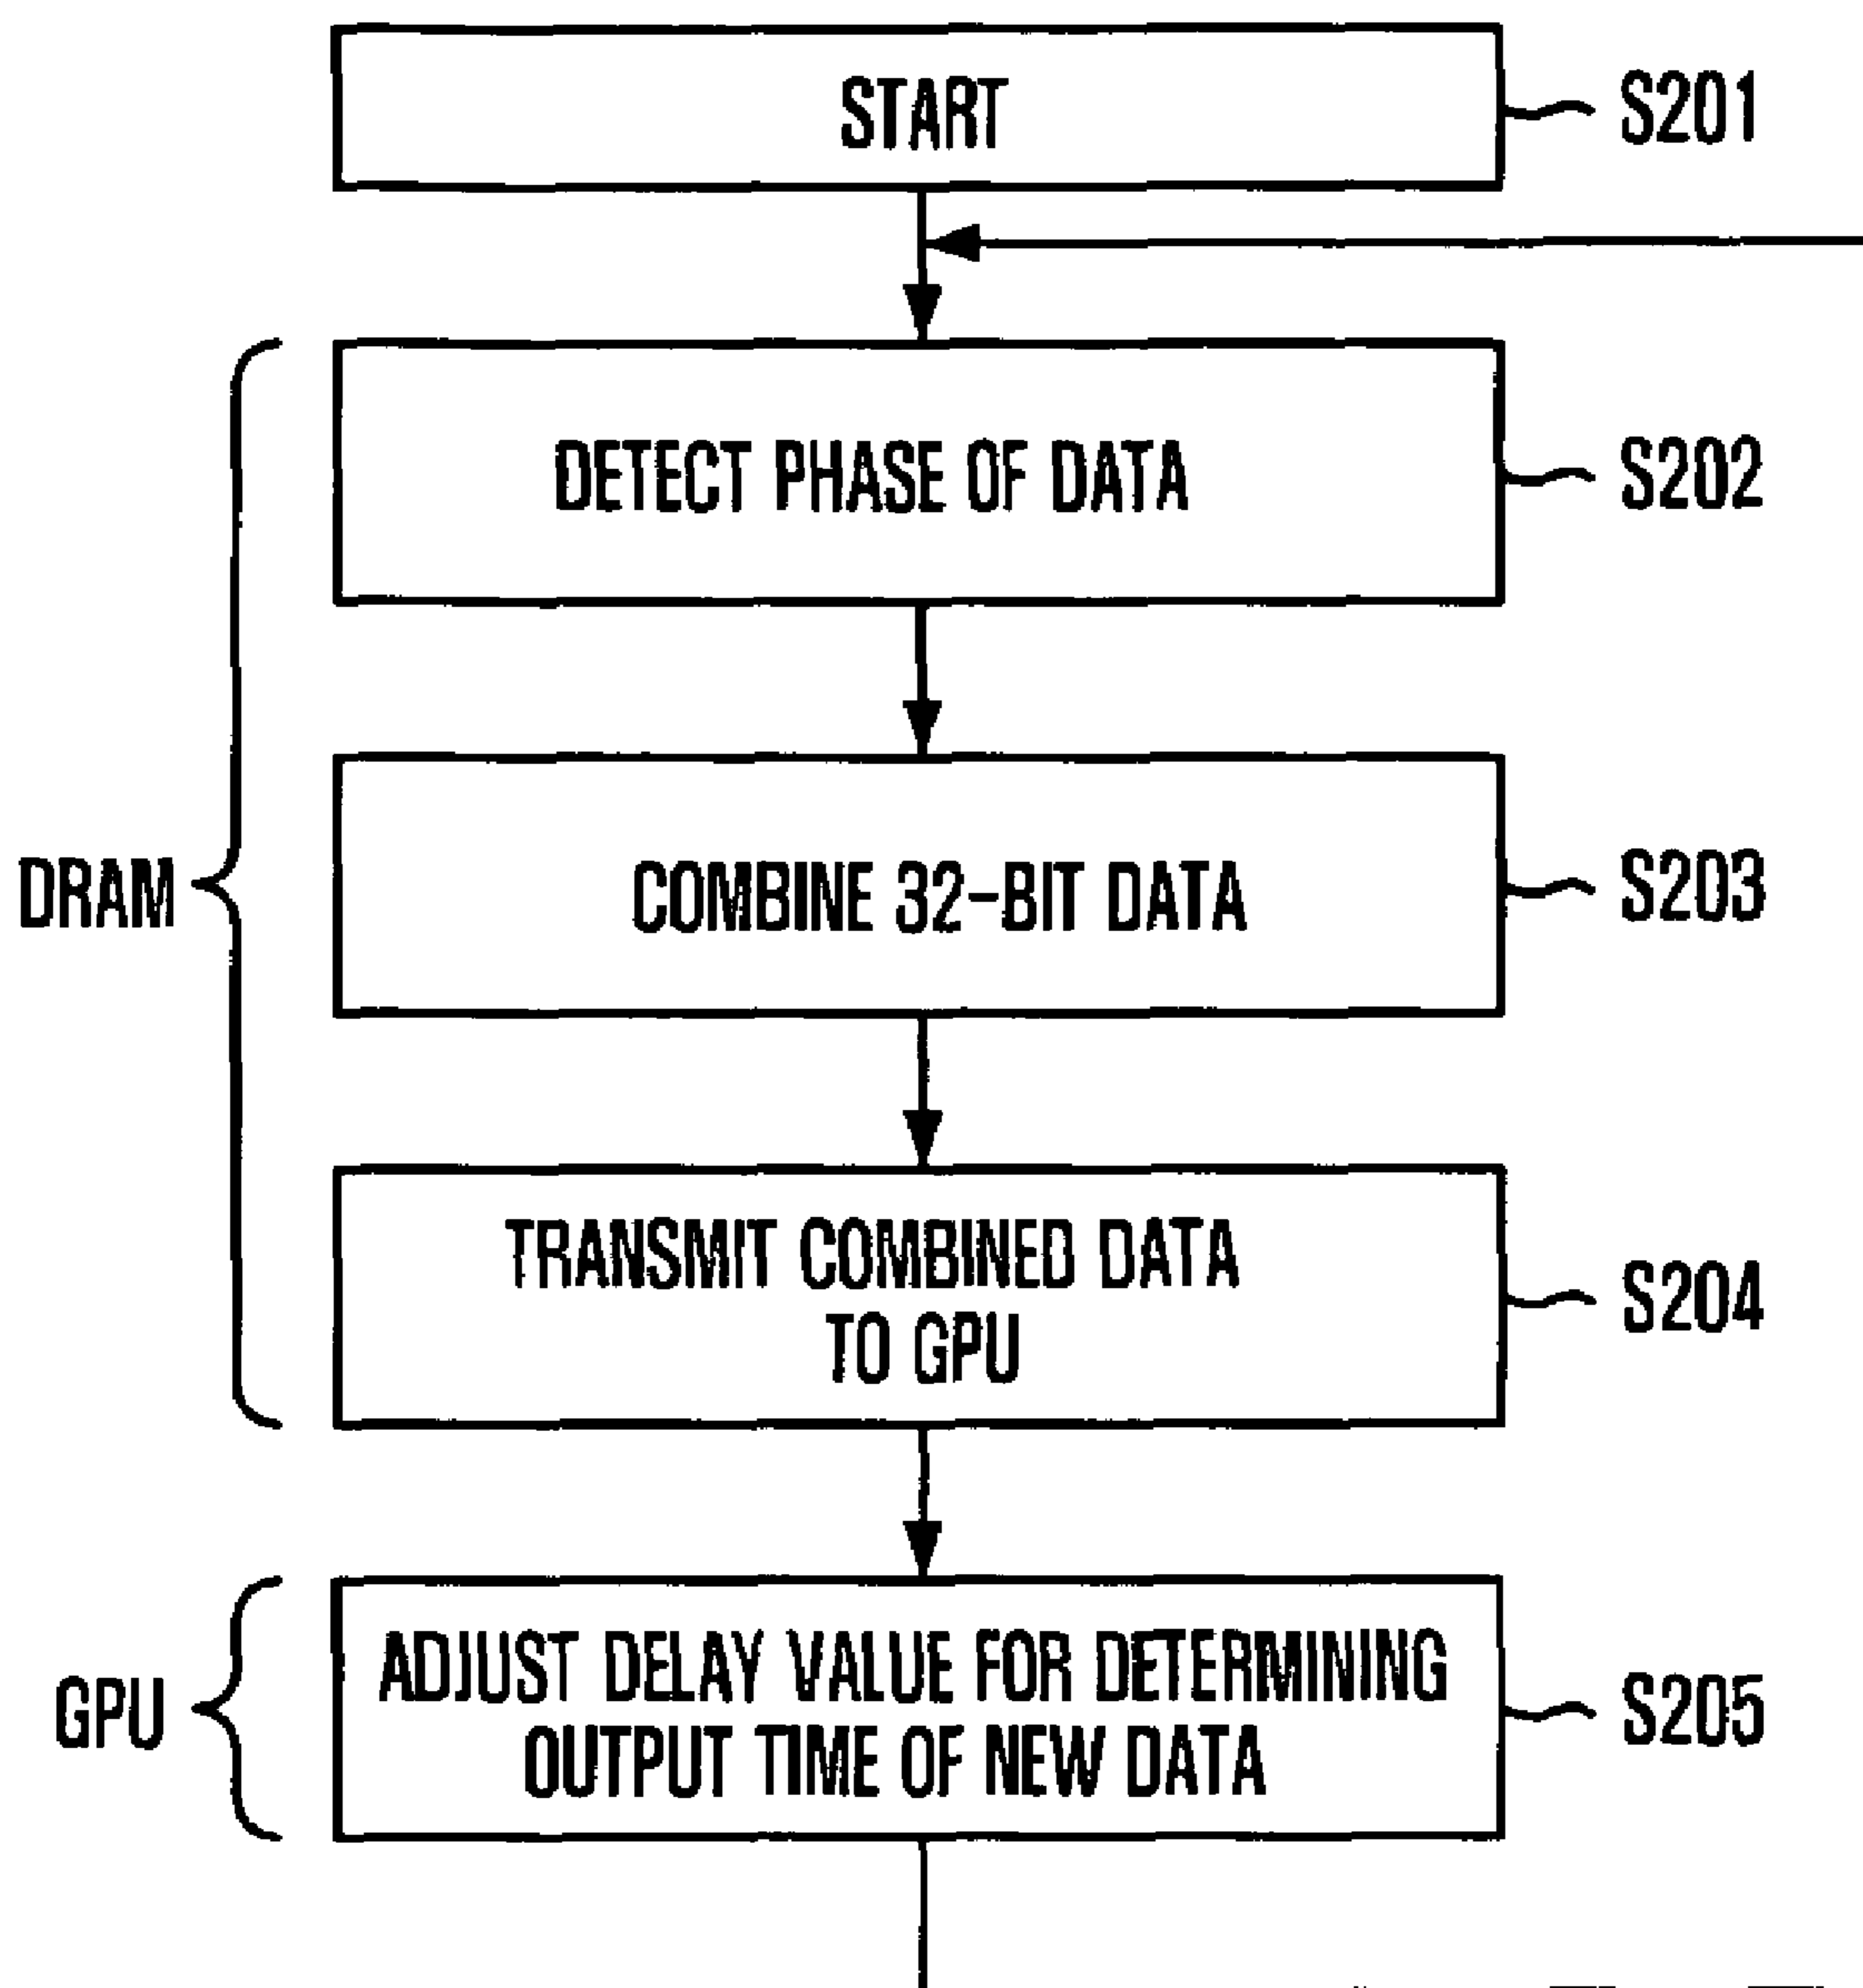 START
S201
DETECT PHASE OF DATA
S202
DRAM
COMBINE 32-BIT DATA
S203
TRANSMIT COMBINED DATA
TO GPU
S204
GPU
ADJUST DELAY VALUE FOR DETERMINING
OUTPUT TIME OF NEW DATA
S205